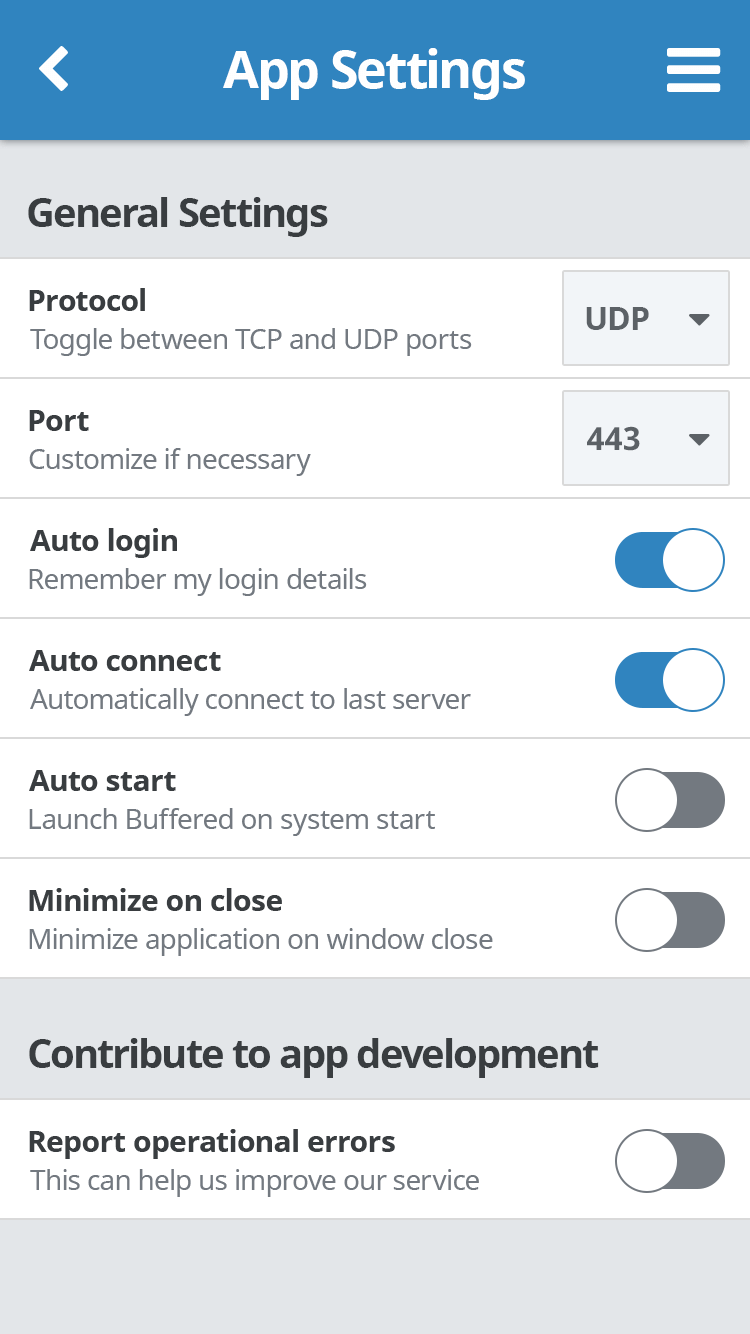 App Settings
General Settings
Protocol
Toggle between TCP and UDP ports
UDP
Port
Customize if necessary
443
Auto login
Remember my login details
Auto connect
Automatically connect to last server
Auto start
Launch Buffered on system start
Minimize on close
Minimize application on window close
Contribute to app development
Report operational errors
This can help us improve our service